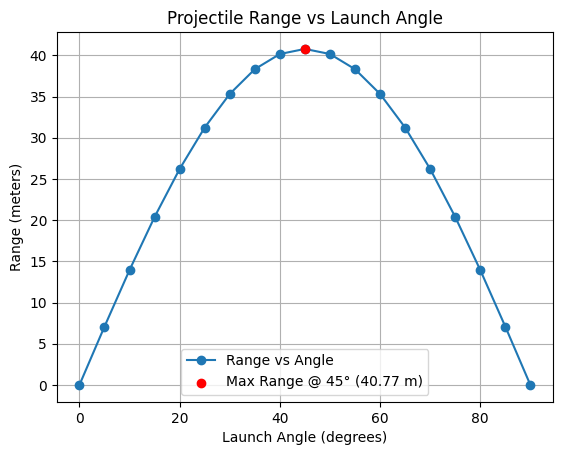 Projectile Range vs Launch Angle
Range (meters)
40
35
30
25
20
15
10
5
0
0 20 40 60 80
Launch Angle (degrees)
Range vs Angle
Max Range @ 45° (40.77 m)